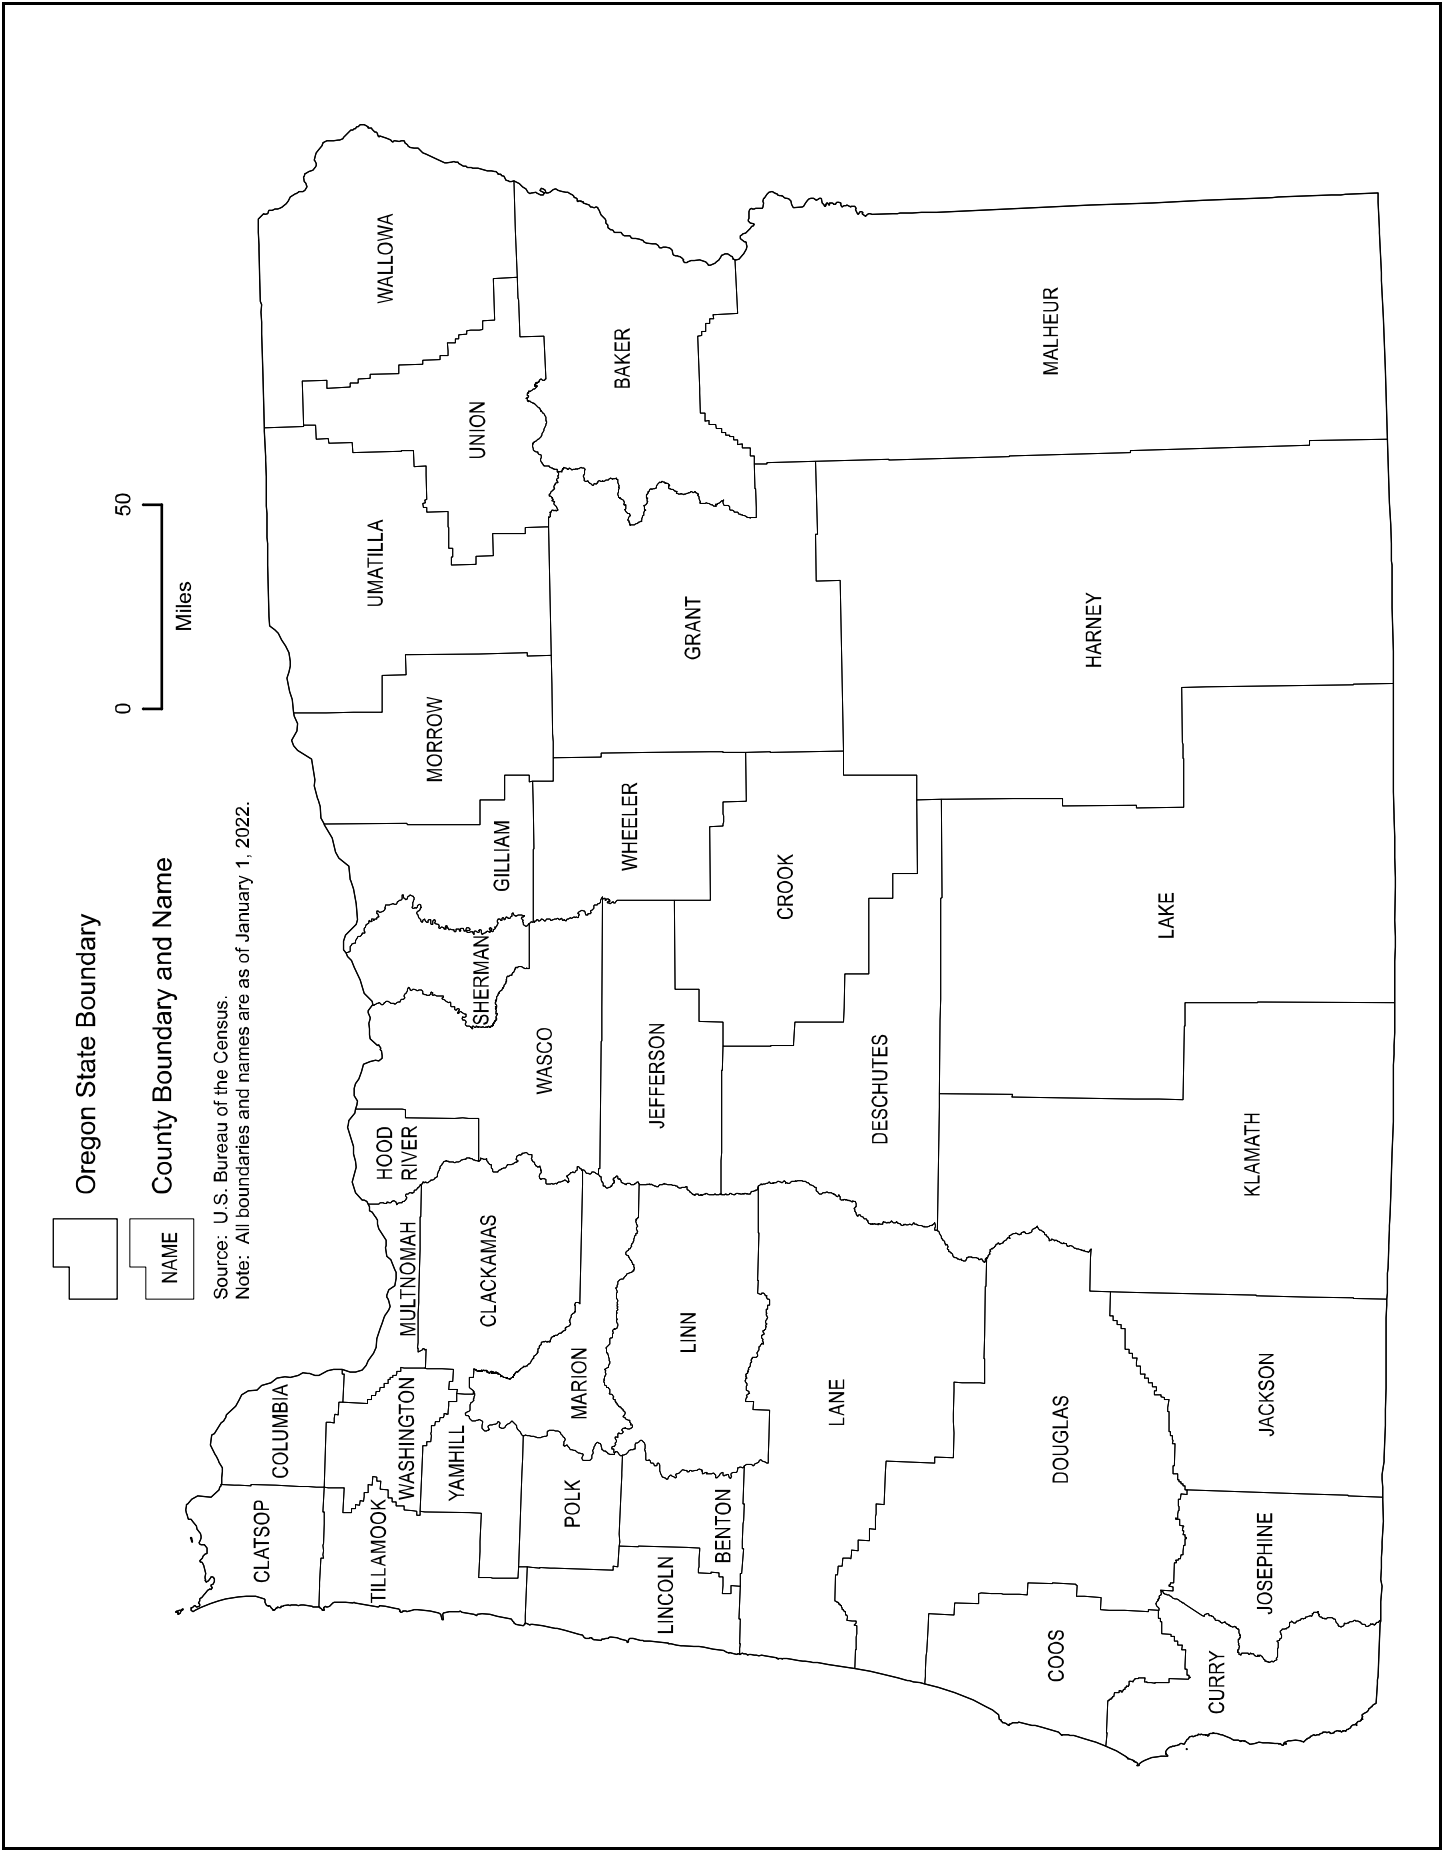 Oregon State Boundary
NAME
County Boundary and Name
Source: U.S. Bureau of the Census.
Note: All boundaries and names are as of January 1, 2022.
0
50
Miles
CLATSOP
COLUMBIA
TILLAMOOK
WASHINGTON
MULTNOMAH
HOOD
RIVER
YAMHILL
CLACKAMAS
POLK
MARION
LINCOLN
BENTON
LINN
WASCO
SHERMAN
GILLIAM
MORROW
UMATILLA
UNION
WALLOWA
JEFFERSON
WHEELER
GRANT
BAKER
LANE
DESCHUTES
CROOK
DOUGLAS
COOS
CURRY
JOSEPHINE
JACKSON
KLAMATH
LAKE
HARNEY
MALHEUR